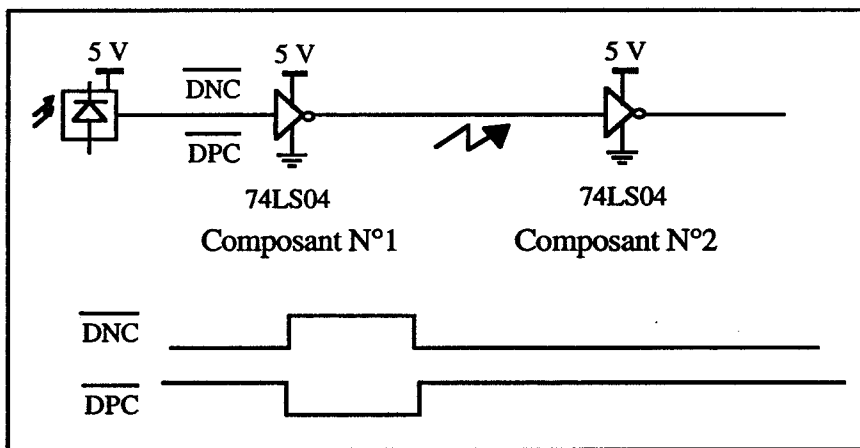 5 V
5 V
5 V
DNC
DPC
74LS04
74LS04
Composant N°1
Composant N°2
DNC
DPC